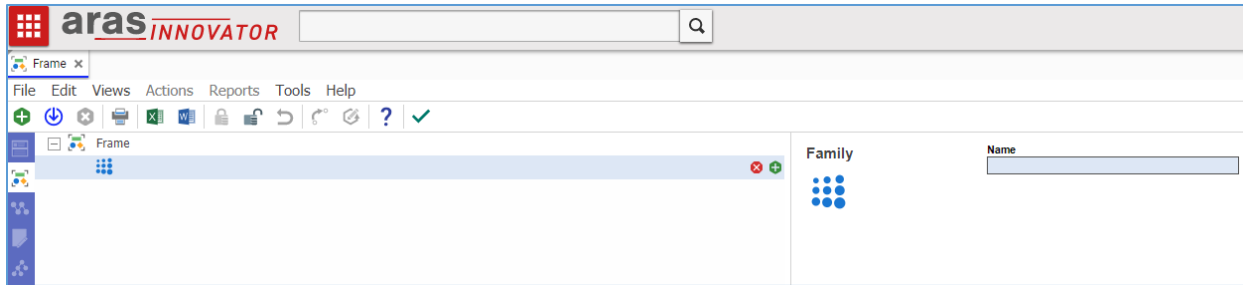 aras INNOVATOR
Frame ×
File Edit Views Actions Reports Tools Help
Frame
Family
Name